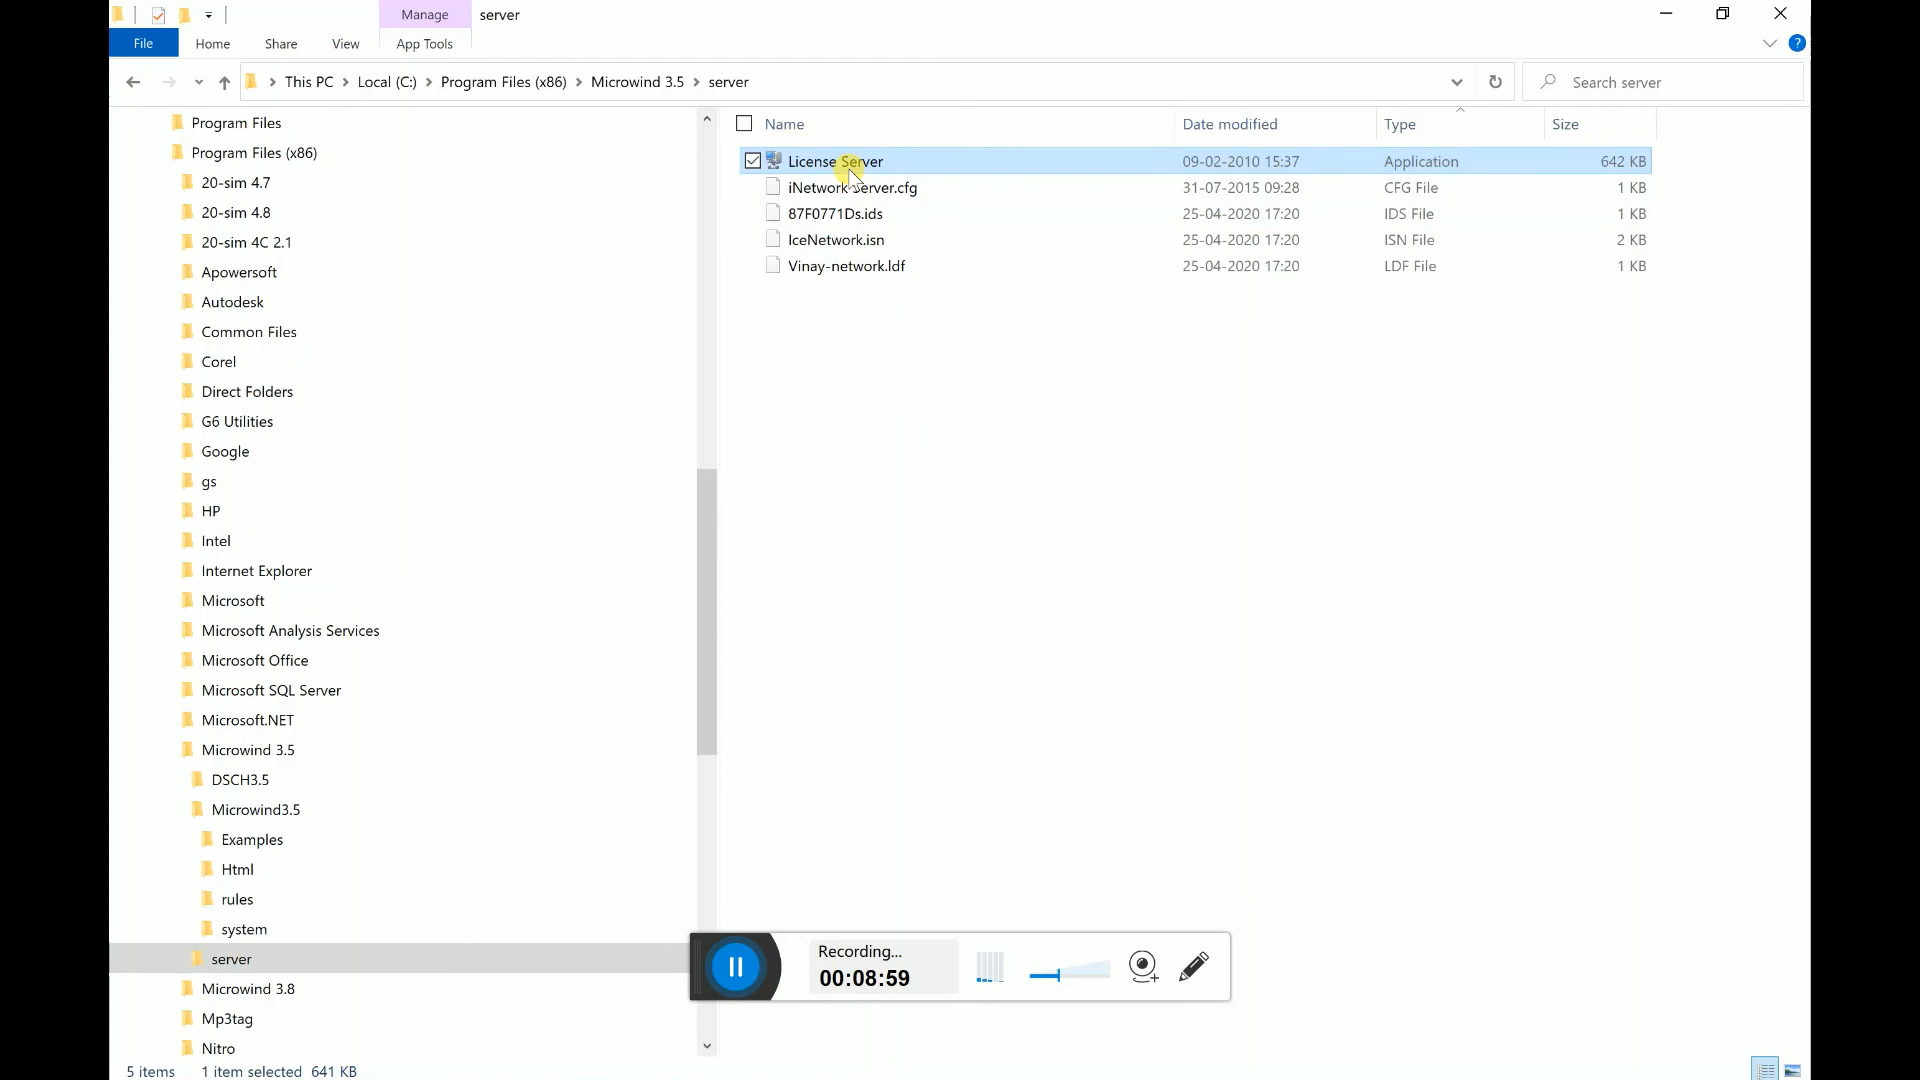 Manage server
File Home Share View App Tools
This PC Local (C:) Program Files (x86) Microwind 3.5 server Search server
Program Files
Program Files (x86)
20-sim 4.7
20-sim 4.8
20-sim 4C 2.1
Apowersoft
Autodesk
Common Files
Corel
Direct Folders
G6 Utilities
Google
gs
HP
Intel
Internet Explorer
Microsoft
Microsoft Analysis Services
Microsoft Office
Microsoft SQL Server
Microsoft.NET
Microwind 3.5
DSCH3.5
Microwind3.5
Examples
Html
rules
system
server
Microwind 3.8
Mp3tag
Nitro
Name Date modified Type Size
License Server 09-02-2010 15:37 Application 642 KB
iNetwork Server.cfg 31-07-2015 09:28 CFG File 1 KB
87F0771Ds.ids 25-04-2020 17:20 IDS File 1 KB
IceNetwork.isn 25-04-2020 17:20 ISN File 2 KB
Vinay-network.ldf 25-04-2020 17:20 LDF File 1 KB
Recording...
00:08:59
5 items 1 item selected 641 KB